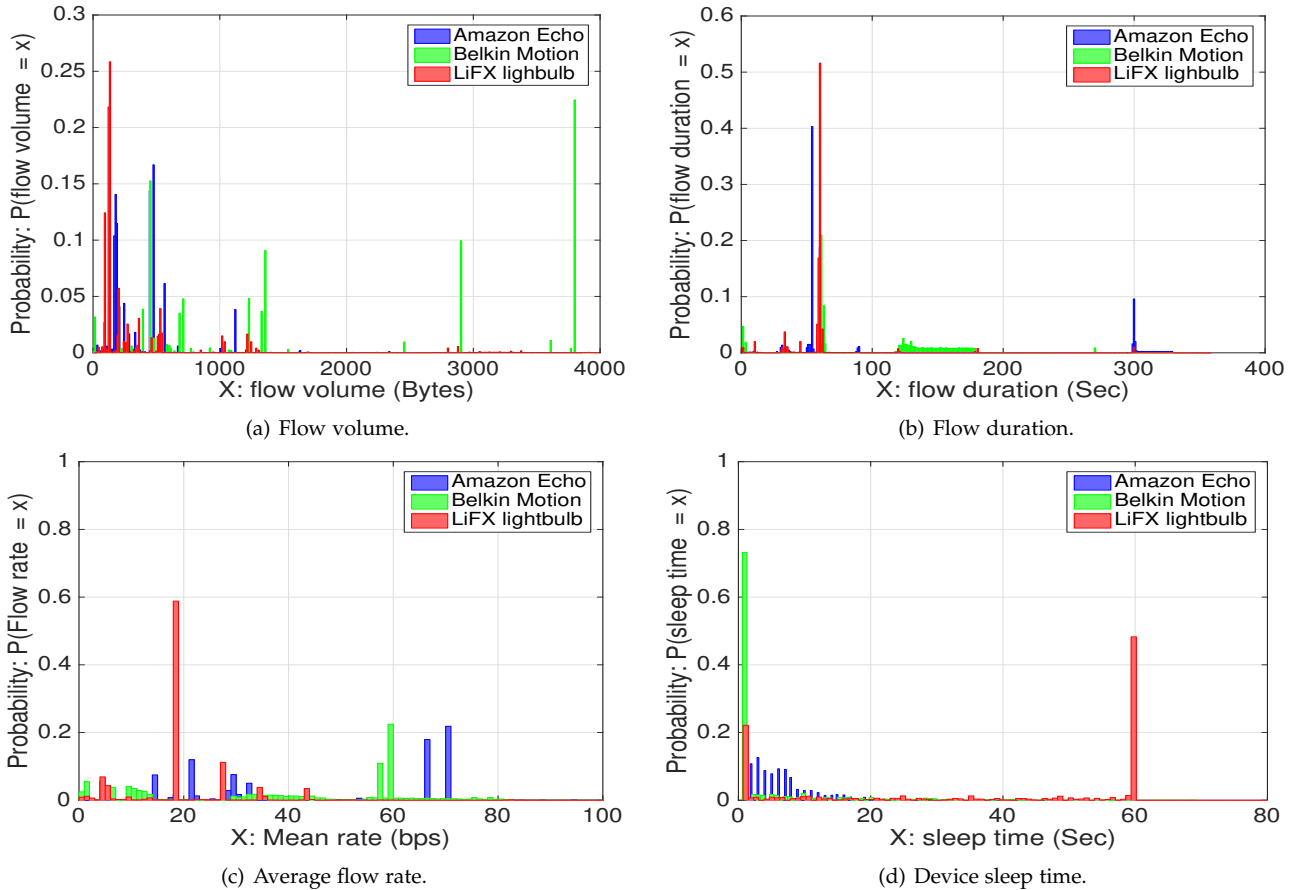 0.3
0.25
0.2
0.15
0.1
0.05
0
Probability: P(flow volume = x)
Amazon Echo
Belkin Motion
LiFX lightbulb
0 1000 2000 3000 4000
X: flow volume (Bytes)
(a) Flow volume.
0.6
0.5
0.4
0.3
0.2
0.1
0
Probability: P(flow duration = x)
Amazon Echo
Belkin Motion
LiFX lightbulb
0 100 200 300 400
X: flow duration (Sec)
(b) Flow duration.
1
0.8
0.6
0.4
0.2
0
Probability: P(Flow rate = x)
Amazon Echo
Belkin Motion
LiFX lightbulb
0 20 40 60 80 100
X: Mean rate (bps)
(c) Average flow rate.
1
0.8
0.6
0.4
0.2
0
Probability: P(sleep time = x)
Amazon Echo
Belkin Motion
LiFX lightbulb
0 20 40 60 80
X: sleep time (Sec)
(d) Device sleep time.